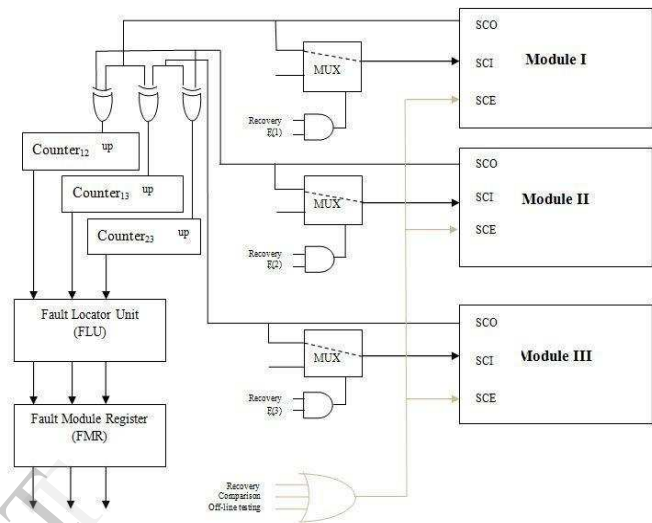 SCO
SCI
SCE
Module I
MUX
Recovery
E(1)
Counter12 up
Counter13 up
Counter23 up
SCO
SCI
SCE
Module II
MUX
Recovery
E(2)
Fault Locator Unit
(FLU)
SCO
SCI
SCE
Module III
MUX
Recovery
E(3)
Fault Module Register
(FMR)
Recovery
Comparison
Off-line testing